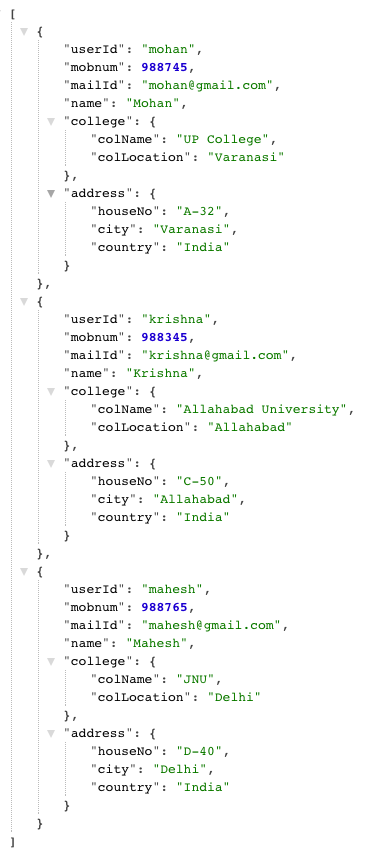 [
{
"userId": "mohan",
"mobnum": 988745,
"mailId": "mohan@gmail.com",
"name": "Mohan",
"college": {
"colName": "UP College",
"colLocation": "Varanasi"
},
"address": {
"houseNo": "A-32",
"city": "Varanasi",
"country": "India"
}
},
{
"userId": "krishna",
"mobnum": 988345,
"mailId": "krishna@gmail.com",
"name": "Krishna",
"college": {
"colName": "Allahabad University",
"colLocation": "Allahabad"
},
"address": {
"houseNo": "C-50",
"city": "Allahabad",
"country": "India"
}
},
{
"userId": "mahesh",
"mobnum": 988765,
"mailId": "mahesh@gmail.com",
"name": "Mahesh",
"college": {
"colName": "JNU",
"colLocation": "Delhi"
},
"address": {
"houseNo": "D-40",
"city": "Delhi",
"country": "India"
}
}
]